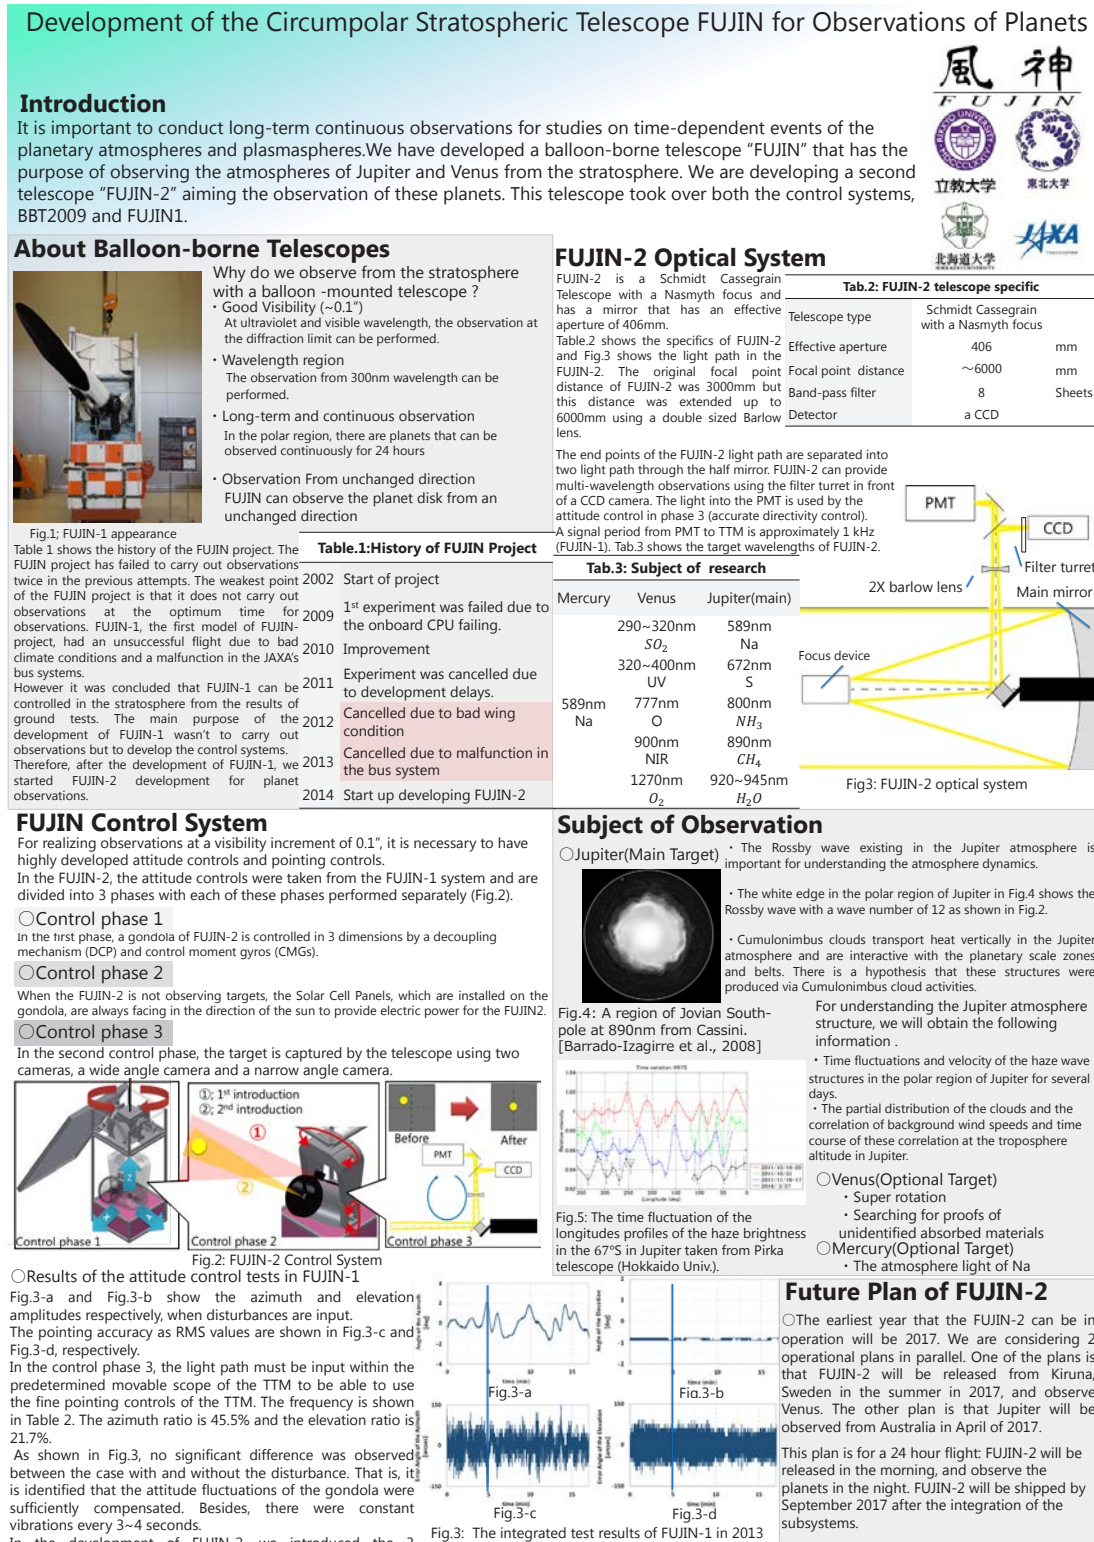 Development of the Circumpolar Stratospheric Telescope FUJIN for Observations of Planets
風神
FUJIN
Introduction
It is important to conduct long-term continuous observations for studies on time-dependent events of the
planetary atmospheres and plasmaspheres.We have developed a balloon-borne telescope “FUJIN” that has the
purpose of observing the atmospheres of Jupiter and Venus from the stratosphere. We are developing a second
telescope “FUJIN-2” aiming the observation of these planets. This telescope took over both the control systems,
BBT2009 and FUJIN1.
立教大学
東北大学
北海道大学
JAXA
About Balloon-borne Telescopes
Why do we observe from the stratosphere
with a balloon -mounted telescope ?
・Good Visibility (~0.1”)
At ultraviolet and visible wavelength, the observation at
the diffraction limit can be performed.
・Wavelength region
The observation from 300nm wavelength can be
performed.
・Long-term and continuous observation
In the polar region, there are planets that can be
observed continuously for 24 hours
・Observation From unchanged direction
FUJIN can observe the planet disk from an
unchanged direction
Fig.1; FUJIN-1 appearance
Table 1 shows the history of the FUJIN project. The
FUJIN project has failed to carry out observations
twice in the previous attempts. The weakest point
of the FUJIN project is that it does not carry out
observations at the optimum time for
observations. FUJIN-1, the first model of FUJIN-
project, had an unsuccessful flight due to bad
climate conditions and a malfunction in the JAXA’s
bus systems.
However it was concluded that FUJIN-1 can be
controlled in the stratosphere from the results of
ground tests. The main purpose of the
development of FUJIN-1 wasn’t to carry out
observations but to develop the control systems.
Therefore, after the development of FUJIN-1, we
started FUJIN-2 development for planet
observations.
Table.1:History of FUJIN Project
2002 Start of project
2009 1st experiment was failed due to
the onboard CPU failing.
2010 Improvement
2011 Experiment was cancelled due
to development delays.
2012 Cancelled due to bad wing
condition
2013 Cancelled due to malfunction in
the bus system
2014 Start up developing FUJIN-2
FUJIN-2 Optical System
FUJIN-2 is a Schmidt Cassegrain
Telescope with a Nasmyth focus and
has a mirror that has an effective
aperture of 406mm.
Table.2 shows the specifics of FUJIN-2
and Fig.3 shows the light path in the
FUJIN-2. The original focal point
distance of FUJIN-2 was 3000mm but
this distance was extended up to
6000mm using a double sized Barlow
lens.
Tab.2: FUJIN-2 telescope specific
Telescope type Schmidt Cassegrain
with a Nasmyth focus
Effective aperture 406 mm
Focal point distance ～6000 mm
Band-pass filter 8 Sheets
Detector a CCD
The end points of the FUJIN-2 light path are separated into
two light path through the half mirror. FUJIN-2 can provide
multi-wavelength observations using the filter turret in front
of a CCD camera. The light into the PMT is used by the
attitude control in phase 3 (accurate directivity control).
A signal period from PMT to TTM is approximately 1 kHz
(FUJIN-1). Tab.3 shows the target wavelengths of FUJIN-2.
Tab.3: Subject of research
Mercury Venus Jupiter(main)
589nm
Na
290~320nm 589nm
SO2 Na
320~400nm 672nm
UV S
777nm 800nm
O NH3
900nm 890nm
NIR CH4
1270nm 920~945nm
O2 H2O
PMT
CCD
Filter turret
2X barlow lens
Main mirror
Focus device
Fig3: FUJIN-2 optical system
FUJIN Control System
For realizing observations at a visibility increment of 0.1”, it is necessary to have
highly developed attitude controls and pointing controls.
In the FUJIN-2, the attitude controls were taken from the FUJIN-1 system and are
divided into 3 phases with each of these phases performed separately (Fig.2).
○Control phase 1
In the first phase, a gondola of FUJIN-2 is controlled in 3 dimensions by a decoupling
mechanism (DCP) and control moment gyros (CMGs).
○Control phase 2
When the FUJIN-2 is not observing targets, the Solar Cell Panels, which are installed on the
gondola, are always facing in the direction of the sun to provide electric power for the FUJIN2.
○Control phase 3
In the second control phase, the target is captured by the telescope using two
cameras, a wide angle camera and a narrow angle camera.
①; 1st introduction
②; 2nd introduction
①
②
Before
After
PMT
CCD
Control phase 1
Control phase 2
Control phase 3
Fig.2: FUJIN-2 Control System
○Results of the attitude control tests in FUJIN-1
Fig.3-a and Fig.3-b show the azimuth and elevation
amplitudes respectively, when disturbances are input.
The pointing accuracy as RMS values are shown in Fig.3-c and
Fig.3-d, respectively.
In the control phase 3, the light path must be input within the
predetermined movable scope of the TTM to be able to use
the fine pointing controls of the TTM. The frequency is shown
in Table 2. The azimuth ratio is 45.5% and the elevation ratio is
21.7%.
As shown in Fig.3, no significant difference was observed
between the case with and without the disturbance. That is, it
is identified that the attitude fluctuations of the gondola were
sufficiently compensated. Besides, there were constant
vibrations every 3~4 seconds.
In the development of FUJIN-2, we introduced the 3
Fig.3-a
Fig.3-b
Fig.3-c
Fig.3-d
Fig.3: The integrated test results of FUJIN-1 in 2013
Subject of Observation
○Jupiter(Main Target)
・The Rossby wave existing in the Jupiter atmosphere is
important for understanding the atmosphere dynamics.
・The white edge in the polar region of Jupiter in Fig.4 shows the
Rossby wave with a wave number of 12 as shown in Fig.2.
・Cumulonimbus clouds transport heat vertically in the Jupiter
atmosphere and are interactive with the planetary scale zones
and belts. There is a hypothesis that these structures were
produced via Cumulonimbus cloud activities.
Fig.4: A region of Jovian South-
pole at 890nm from Cassini.
[Barrado-Izagirre et al., 2008]
For understanding the Jupiter atmosphere
structure, we will obtain the following
information .
・Time fluctuations and velocity of the haze wave
structures in the polar region of Jupiter for several
days.
・The partial distribution of the clouds and the
correlation of background wind speeds and time
course of these correlation at the troposphere
altitude in Jupiter.
Longitude (deg)
Fig.5: The time fluctuation of the
longitudes profiles of the haze brightness
in the 67°S in Jupiter taken from Pirka
telescope (Hokkaido Univ.).
○Venus(Optional Target)
・Super rotation
・Searching for proofs of
unidentified absorbed materials
○Mercury(Optional Target)
・The atmosphere light of Na
Future Plan of FUJIN-2
○The earliest year that the FUJIN-2 can be in
operation will be 2017. We are considering 2
operational plans in parallel. One of the plans is
that FUJIN-2 will be released from Kiruna,
Sweden in the summer in 2017, and observe
Venus. The other plan is that Jupiter will be
observed from Australia in April of 2017.
This plan is for a 24 hour flight: FUJIN-2 will be
released in the morning, and observe the
planets in the night. FUJIN-2 will be shipped by
September 2017 after the integration of the
subsystems.